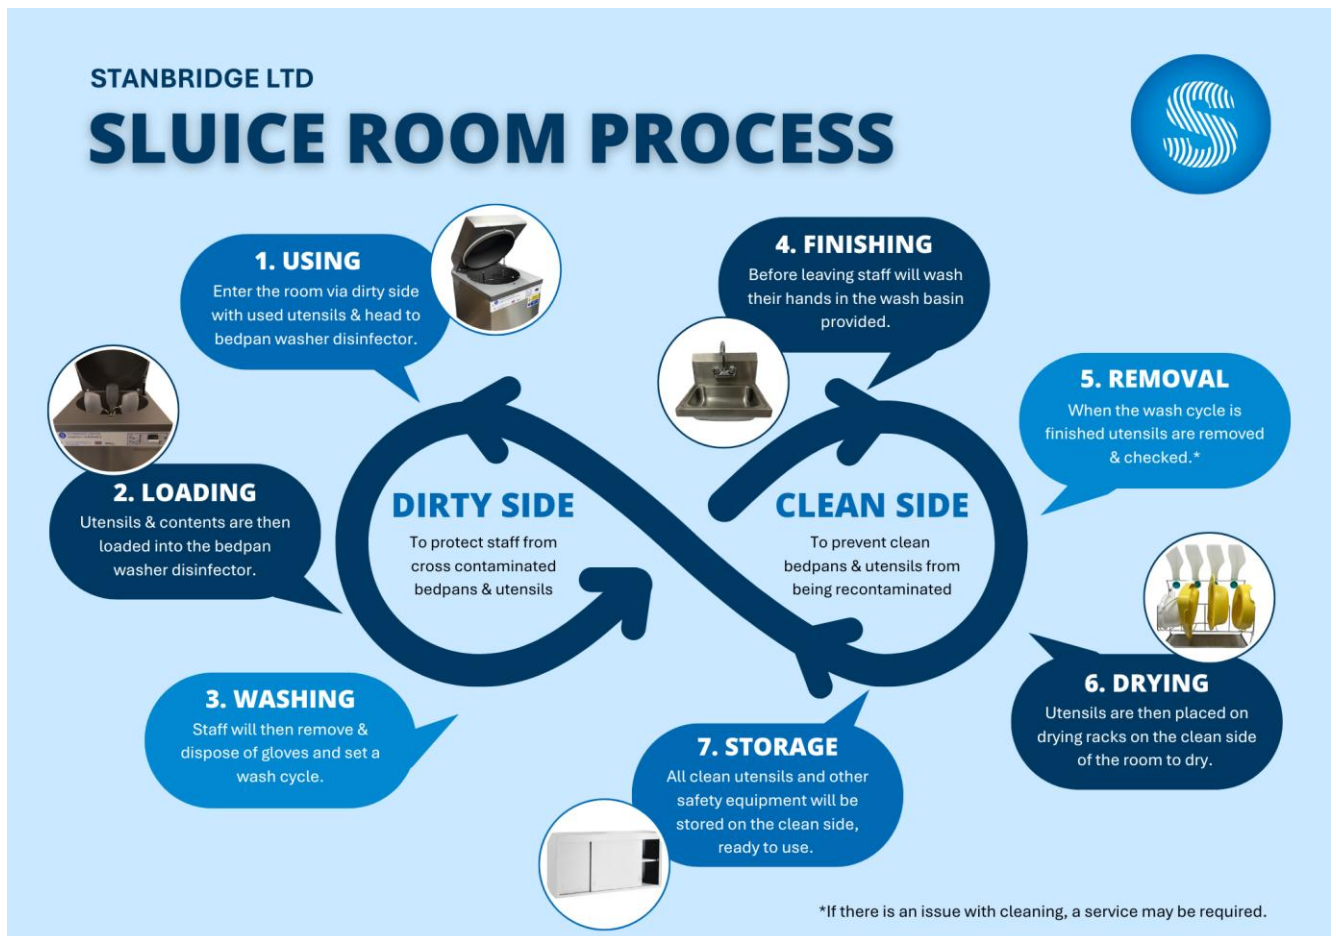 STANBRIDGE LTD
SLUICE ROOM PROCESS
S
1. USING
Enter the room via dirty side
with used utensils & head to
bedpan washer disinfector.
2. LOADING
Utensils & contents are then
loaded into the bedpan
washer disinfector.
3. WASHING
Staff will then remove &
dispose of gloves and set a
wash cycle.
DIRTY SIDE
To protect staff from
cross contaminated
bedpans & utensils
4. FINISHING
Before leaving staff will wash
their hands in the wash basin
provided.
CLEAN SIDE
To prevent clean
bedpans & utensils from
being recontaminated
5. REMOVAL
When the wash cycle is
finished utensils are removed
& checked.*
6. DRYING
Utensils are then placed on
drying racks on the clean side
of the room to dry.
7. STORAGE
All clean utensils and other
safety equipment will be
stored on the clean side,
ready to use.
*If there is an issue with cleaning, a service may be required.